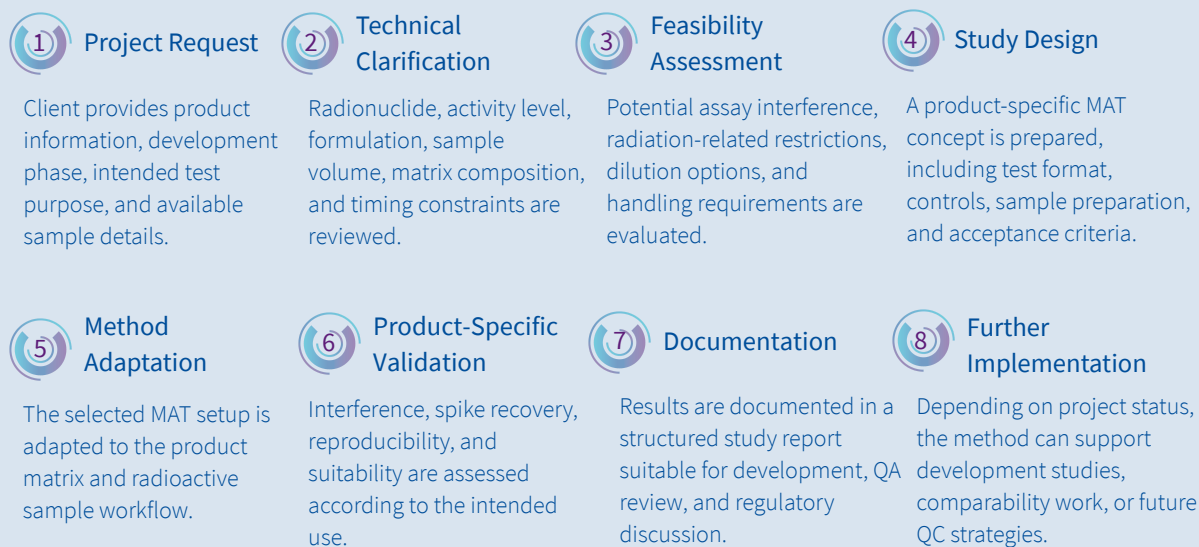 1 Project Request
Client provides product
information, development
phase, intended test
purpose, and available
sample details.
2 Technical
Clarification
Radionuclide, activity level,
formulation, sample
volume, matrix composition,
and timing constraints are
reviewed.
3 Feasibility
Assessment
Potential assay interference,
radiation-related restrictions,
dilution options, and
handling requirements are
evaluated.
4 Study Design
A product-specific MAT
concept is prepared,
including test format,
controls, sample preparation,
and acceptance criteria.
5 Method
Adaptation
The selected MAT setup is
adapted to the product
matrix and radioactive
sample workflow.
6 Product-Specific
Validation
Interference, spike recovery,
reproducibility, and
suitability are assessed
according to the intended
use.
7 Documentation
Results are documented in a
structured study report
suitable for development, QA
review, and regulatory
discussion.
8 Further
Implementation
Depending on project status,
the method can support
development studies,
comparability work, or future
QC strategies.